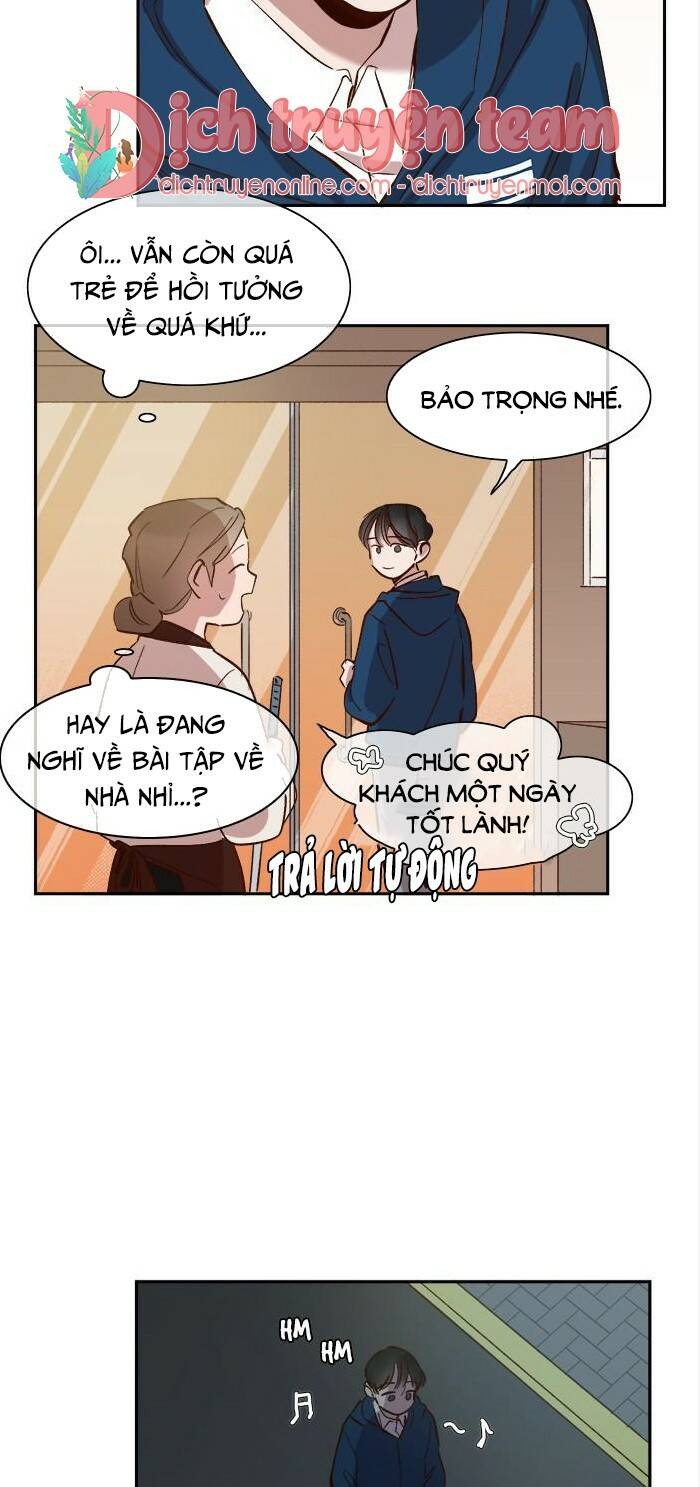 Dịch truyện team
dichtruyenonline.com - dichtruyenmoi.com
ÔI... VẪN CÒN QUÁ
TRẺ ĐỂ HỒI TƯỞNG
VỀ QUÁ KHỨ...
BẢO TRỌNG NHÉ.
HAY LÀ ĐANG
NGHĨ VỀ BÀI TẬP VỀ
NHÀ NHỈ...?
CHÚC QUÝ
KHÁCH MỘT NGÀY
TỐT LÀNH!
TRẢ LỜI TỰ ĐỘNG
HM
HM